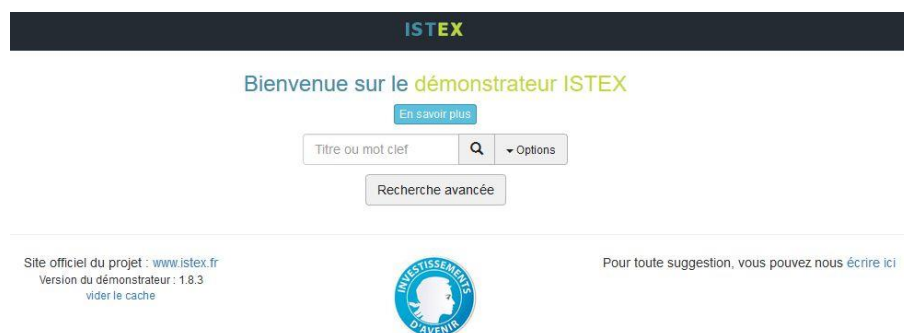 ISTEX
Bienvenue sur le démonstrateur ISTEX
En savoir plus
Titre ou mot clef
Options
Recherche avancée
Site officiel du projet : www.istex.fr
Version du démonstrateur : 1.8.3
vider le cache
INVESTISSEMENTS
D'AVENIR
Pour toute suggestion, vous pouvez nous écrire ici